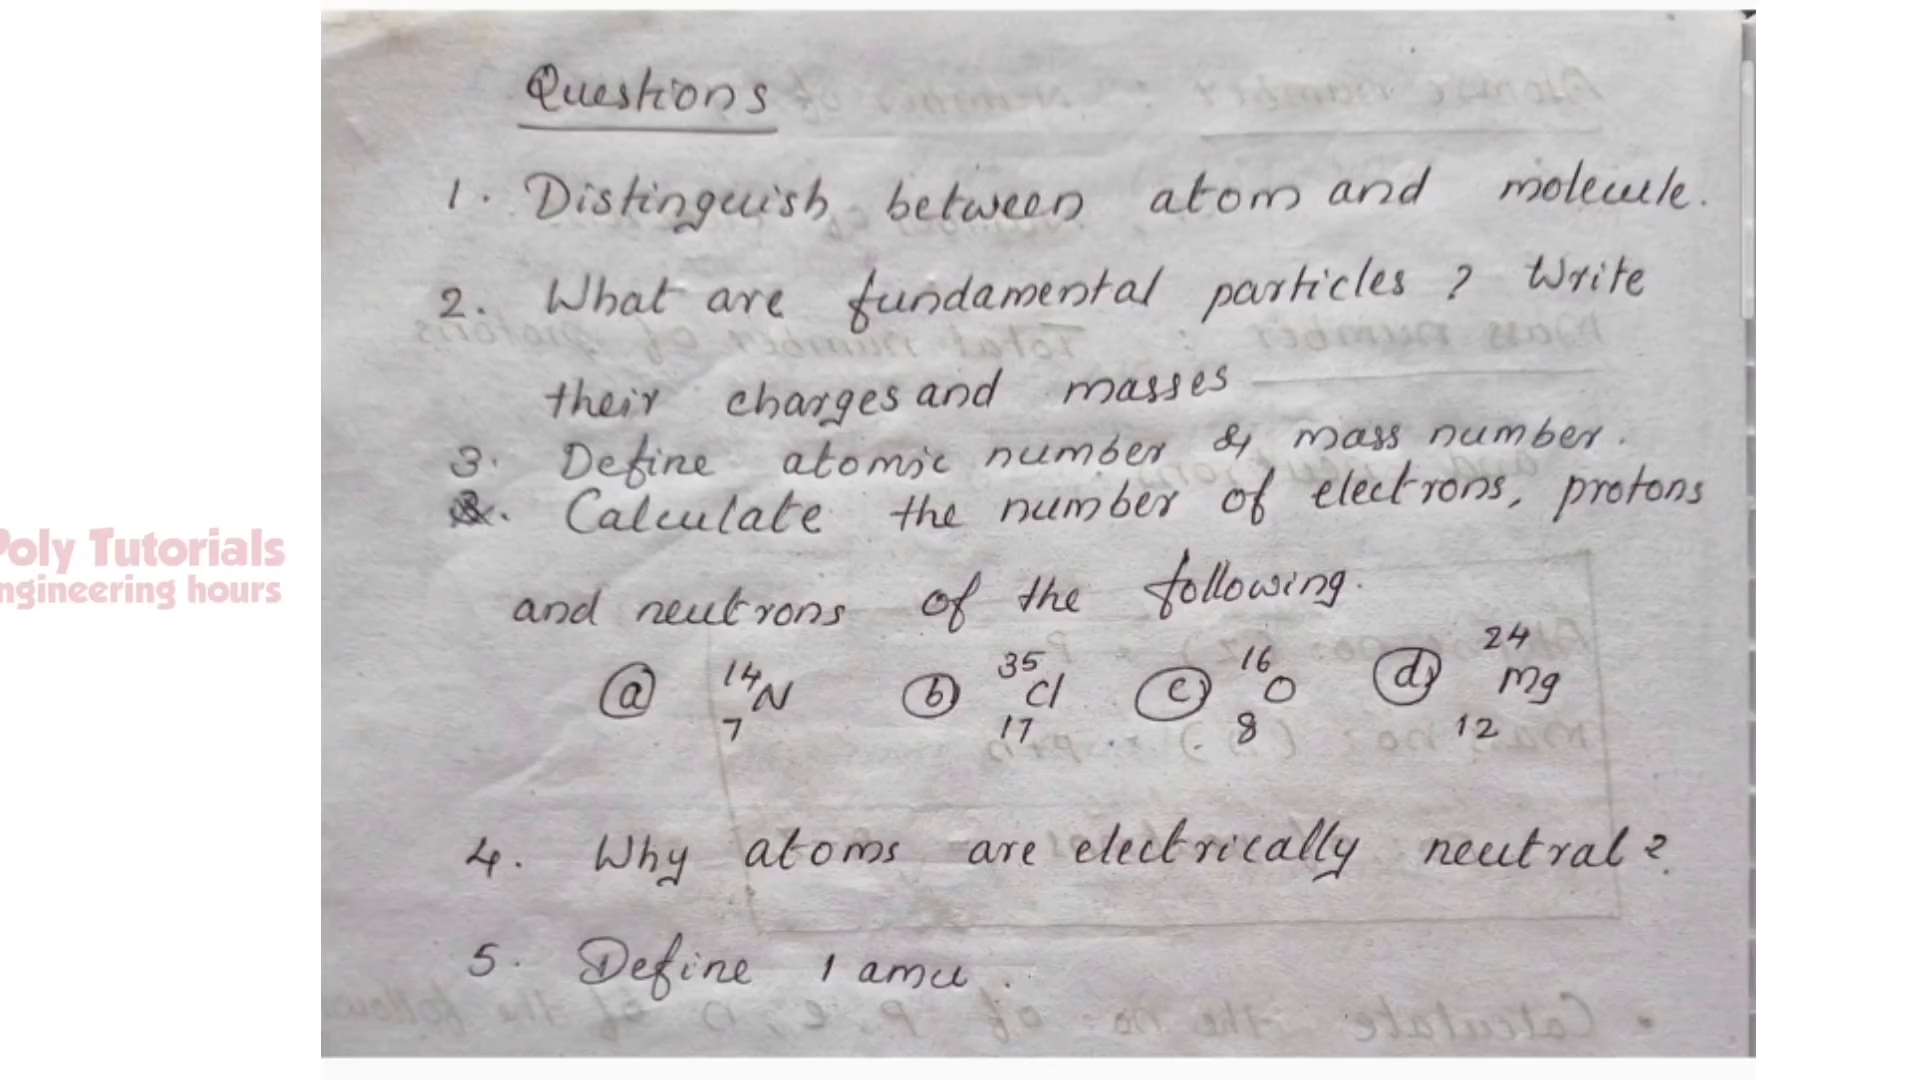 Questions
1. Distinguish between atom and molecule.
2. What are fundamental particles? Write
their charges and masses
3. Define atomic number & mass number.
Calculate the number of electrons, protons
and neutrons of the following.
(a) 14 7 N (b) 35 17 Cl (c) 16 8 O (d) 24 12 Mg
4. Why atoms are electrically neutral?
5. Define 1 amu.
Poly Tutorials
ngineering hours